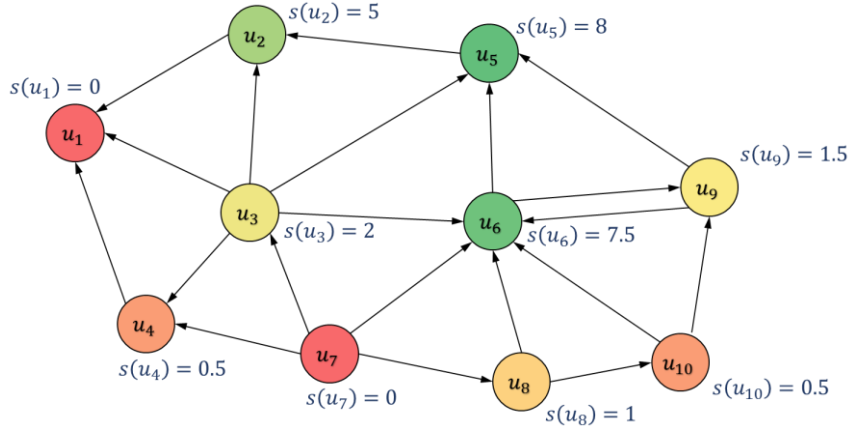 s(u₂) = 5
u₂
s(u₅) = 8
u₅
s(u₁) = 0
u₁
s(u₉) = 1.5
u₉
u₃
s(u₃) = 2
u₆
s(u₆) = 7.5
u₄
s(u₄) = 0.5
u₇
s(u₇) = 0
u₈
s(u₈) = 1
u₁₀
s(u₁₀) = 0.5